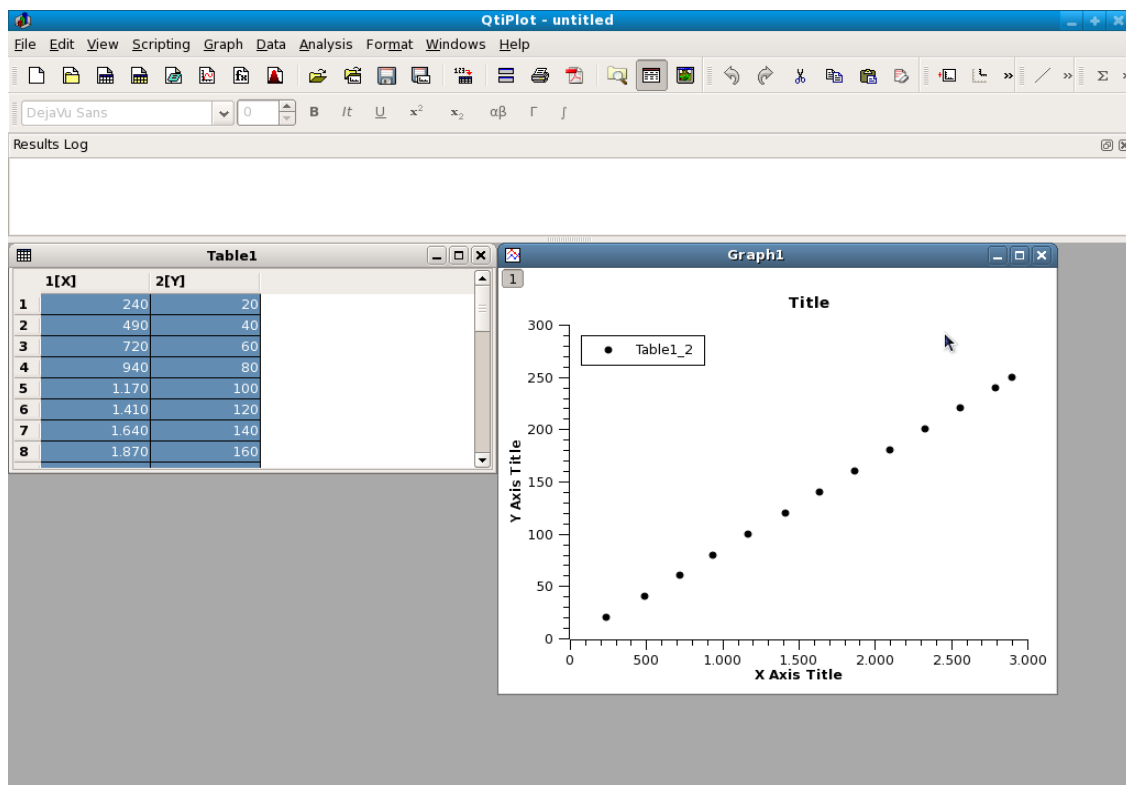 QtiPlot - untitled
File Edit View Scripting Graph Data Analysis Format Windows Help
DejaVu Sans 0 B It U x² x₂ αβ Γ ∫
Results Log
Table1
1[X] 2[Y]
1 240 20
2 490 40
3 720 60
4 940 80
5 1.170 100
6 1.410 120
7 1.640 140
8 1.870 160
Graph1
1
Title
Table1_2
300
250
200
150
100
50
0
Y Axis Title
0 500 1.000 1.500 2.000 2.500 3.000
X Axis Title